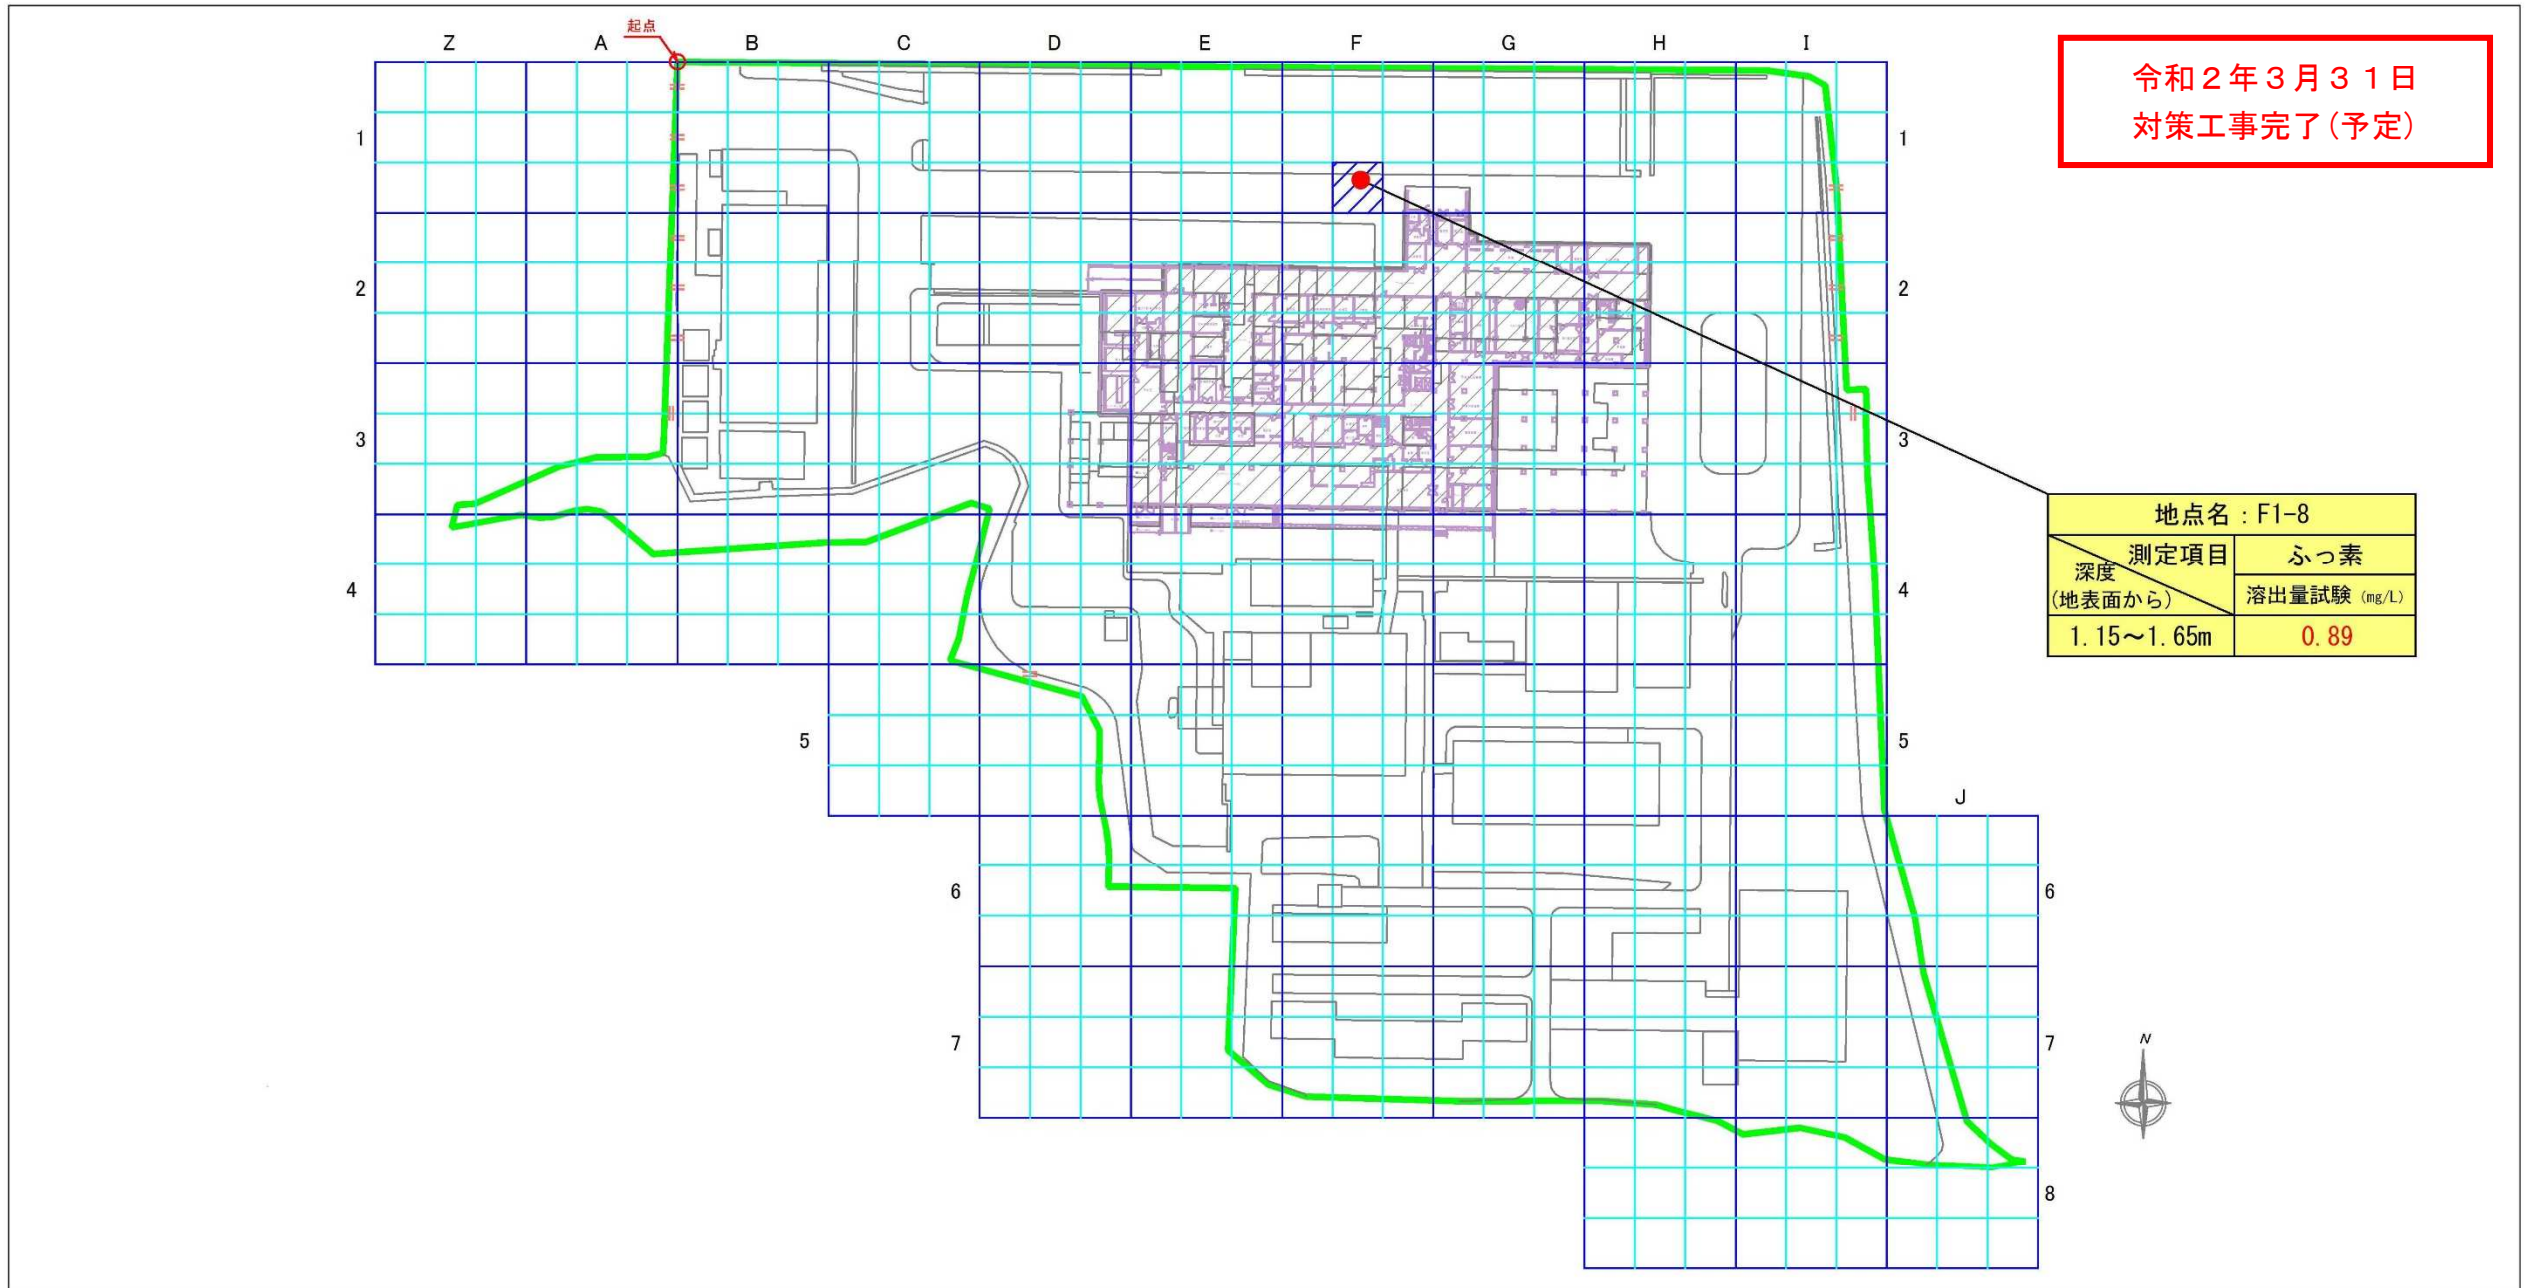 起点
Z A B C D E F G H I
令和２年３月３１日
対策工事完了(予定)
1 1
2 2
3 3
地点名：F1-8
測定項目 ふっ素
深度
(地表面から) 溶出量試験 (mg/L)
1.15～1.65m 0.89
4 4
5 5
J
6 6
7 7
N
8